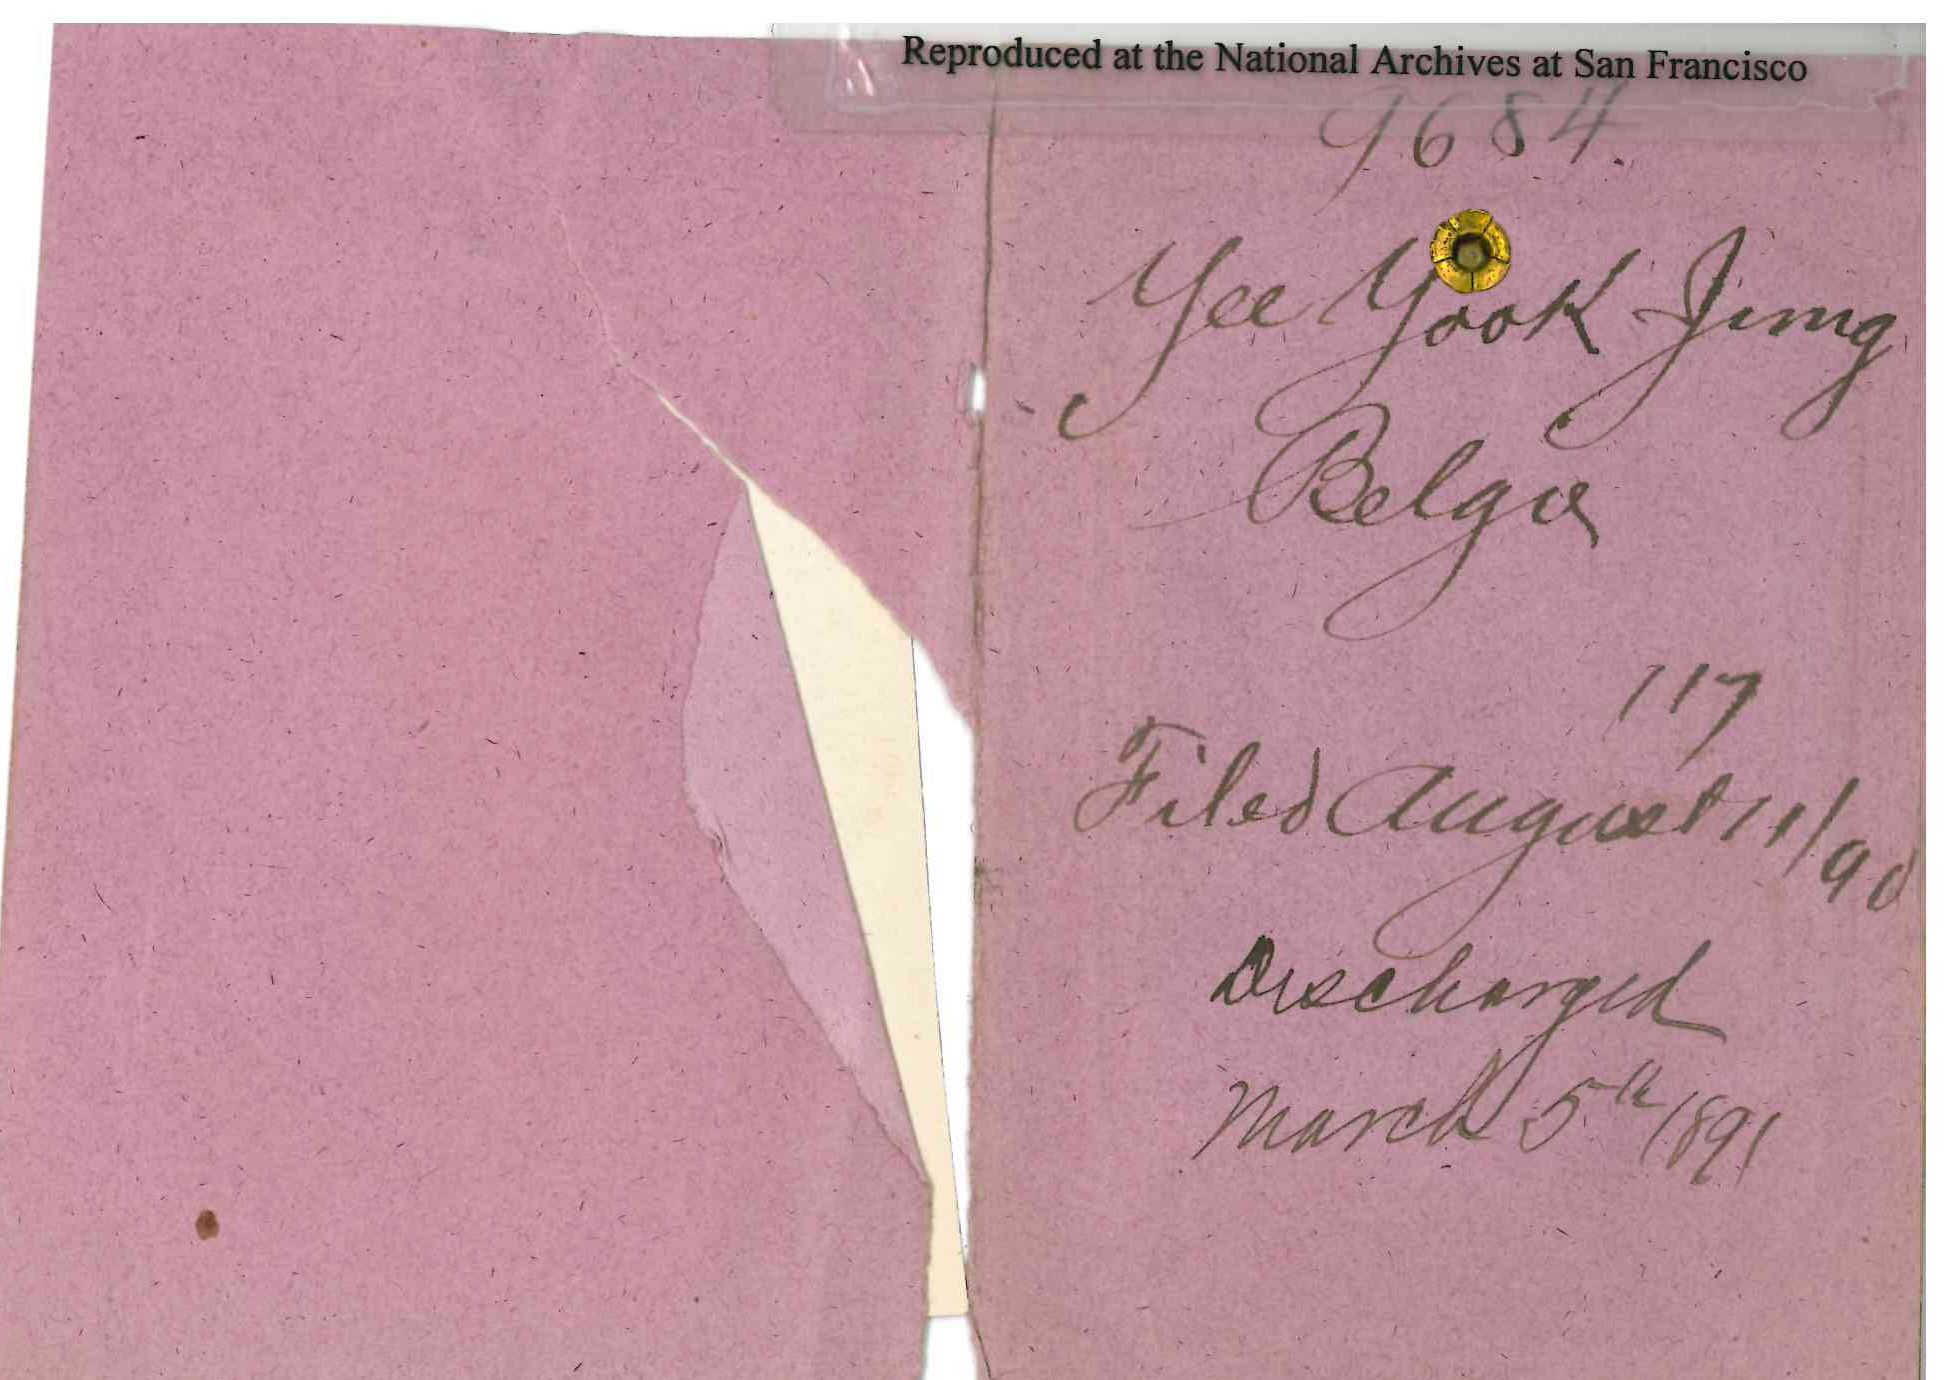 Reproduced at the National Archives at San Francisco
9684.
Yee Yook Jimg
Belgic
117
Filed August 11/90
Discharged
March 5th 1891